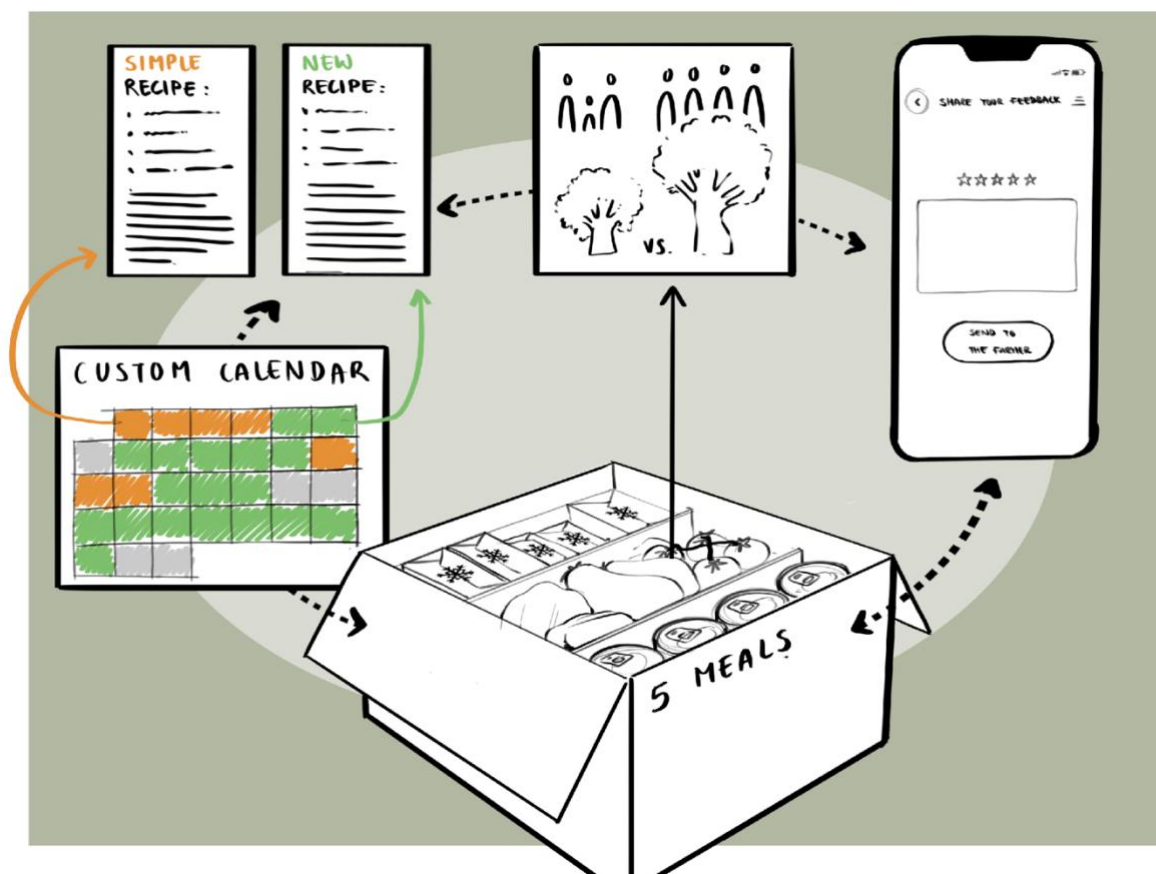 SIMPLE
RECIPE:
NEW
RECIPE:
VS.
SHARE YOUR FEEDBACK
SEND TO
THE FARMER
CUSTOM CALENDAR
5 MEALS